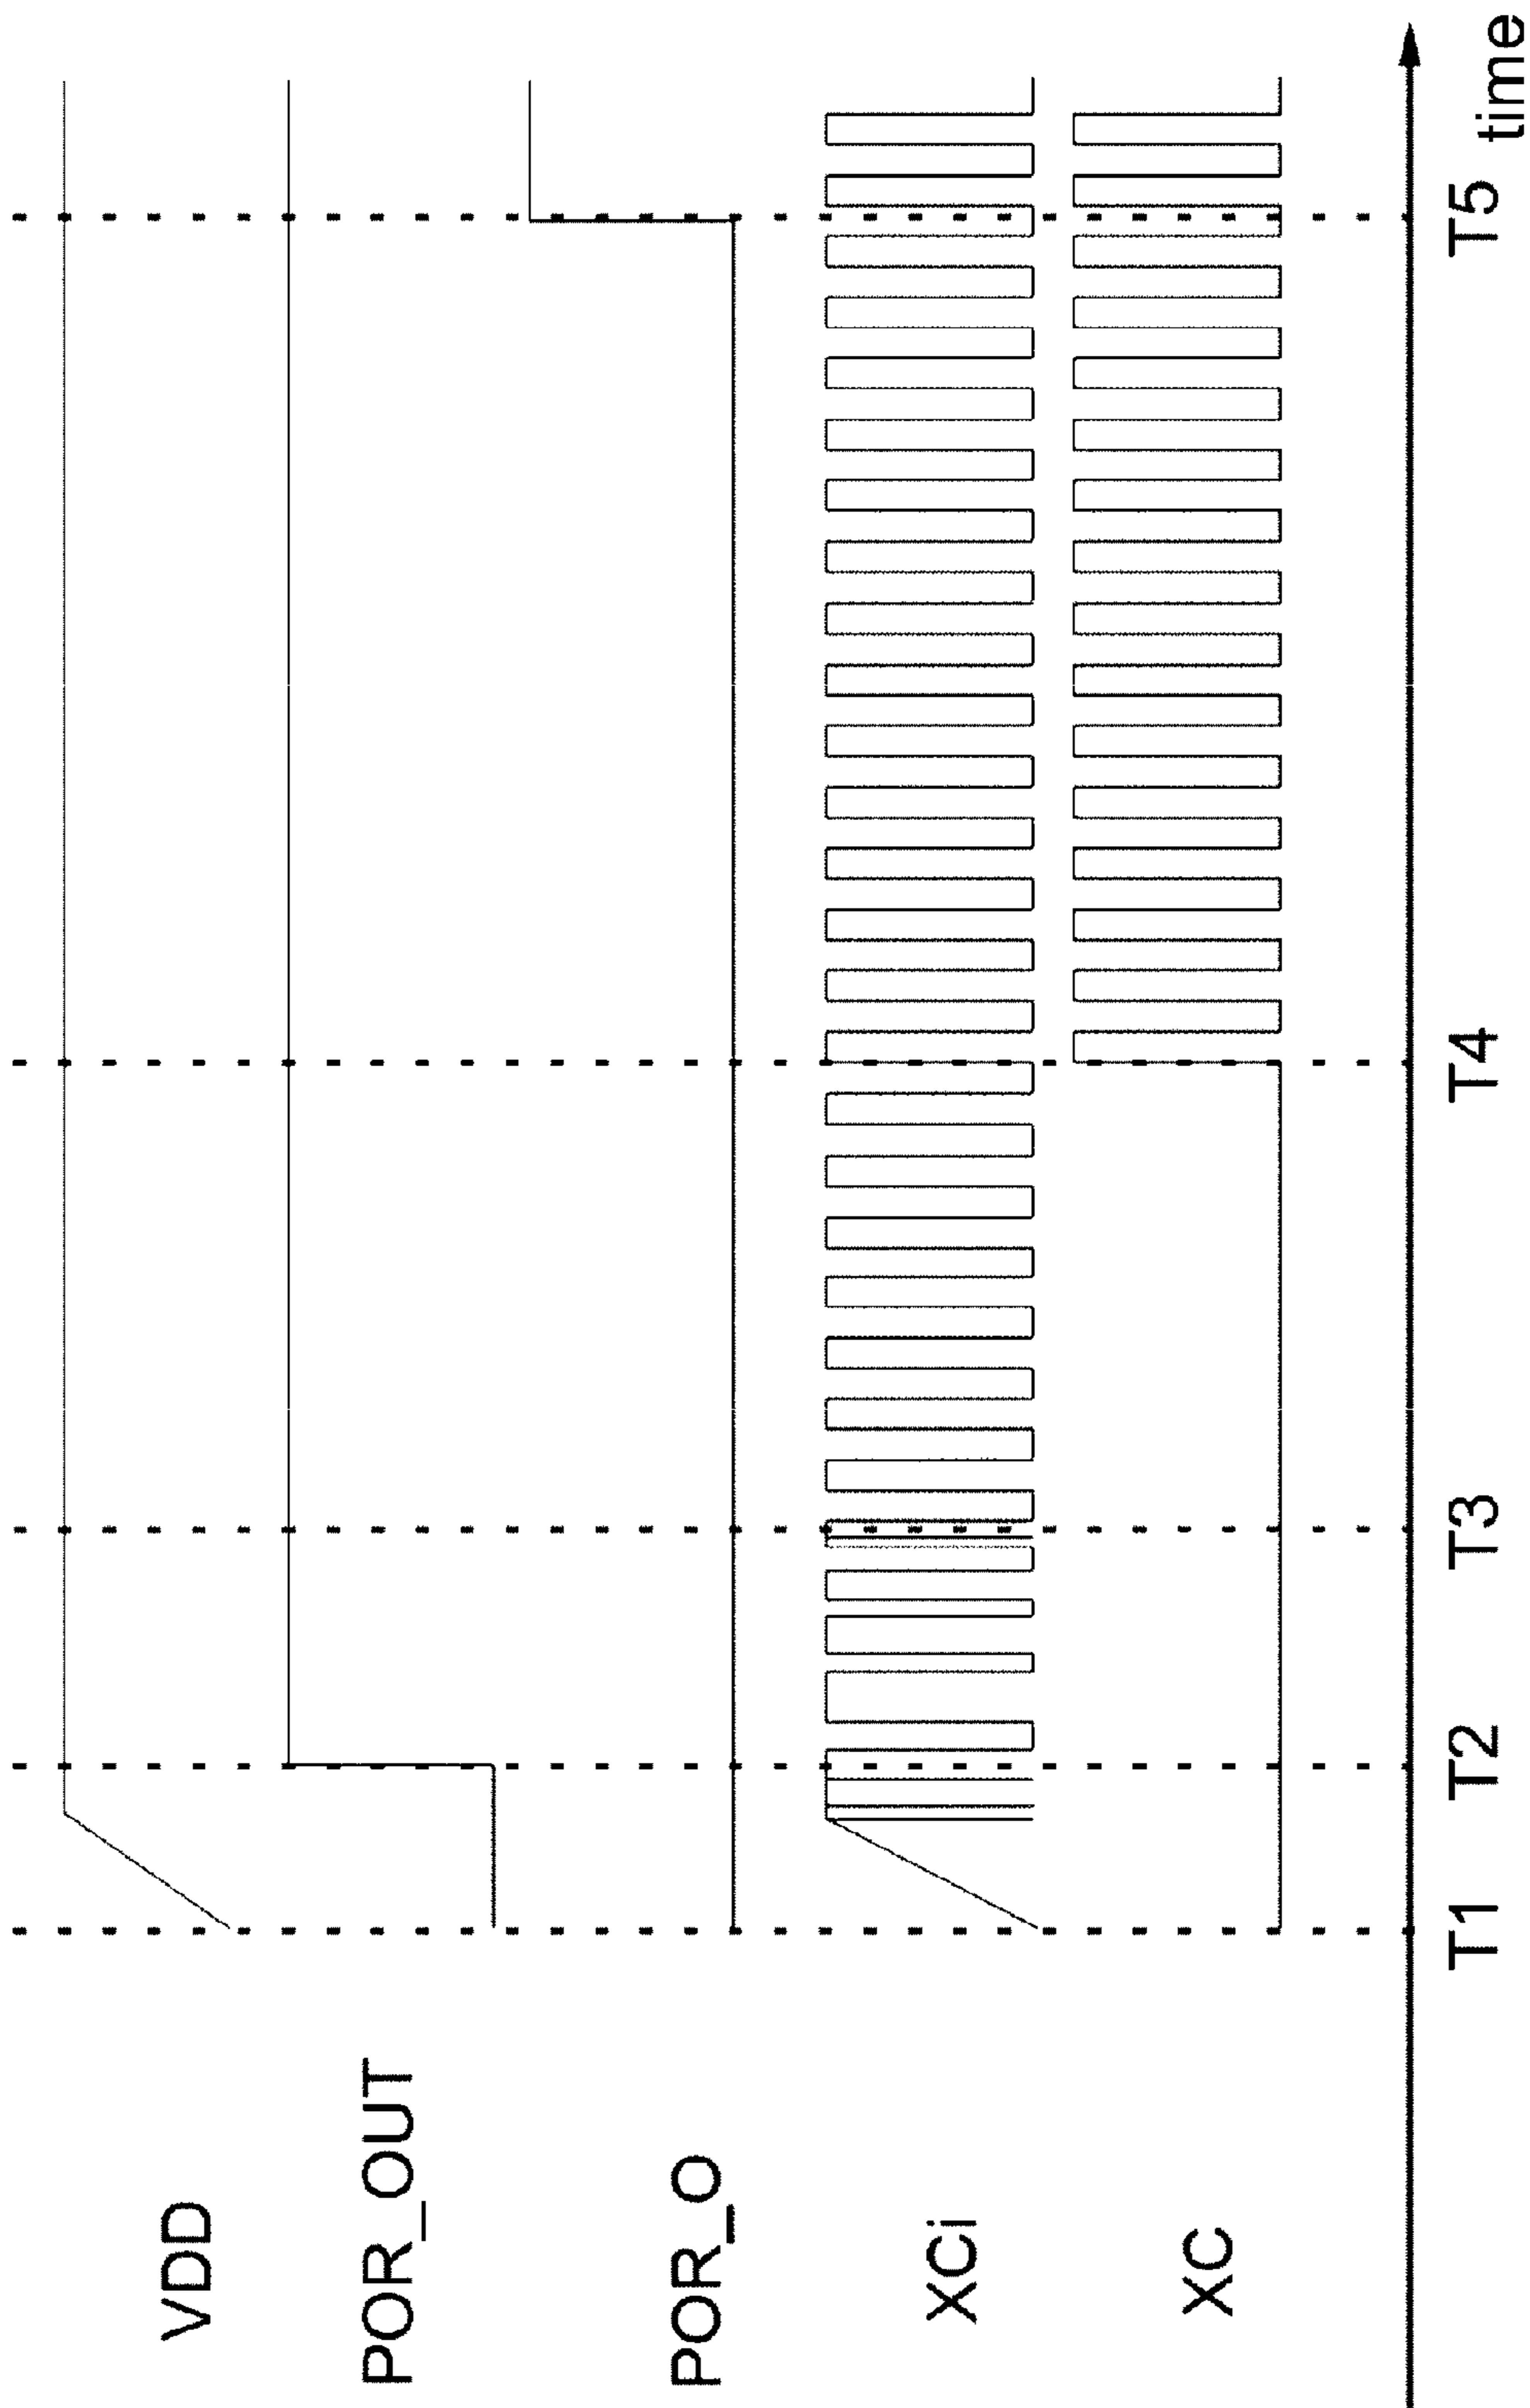 VDD
POR_OUT
POR_O
XCi
XC
T1 T2 T3 T4 T5 time